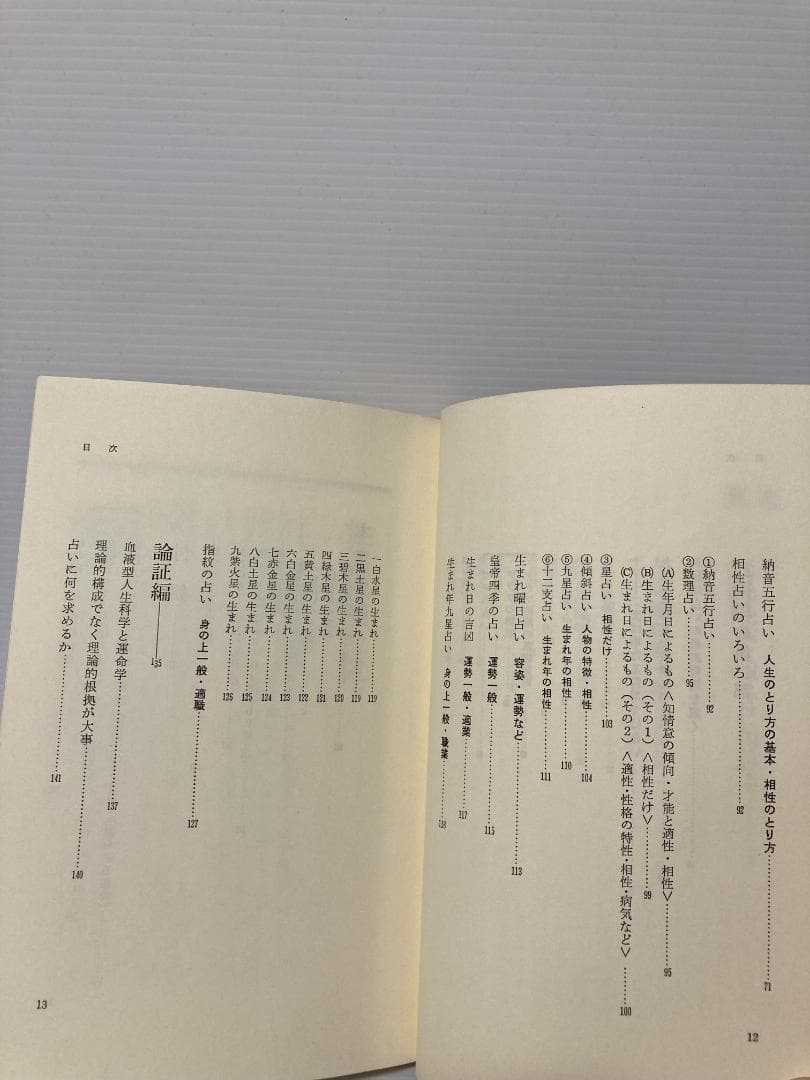 納音五行占い 人生のとり方の基本・相性のとり方…………71
相性占いのいろいろ…………92
①納音五行占い…………92
②数理占い…………95
(A)生年月日によるもの＜知情意の傾向・才能と適性・相性＞…………95
(B)生まれ日によるもの（その1）＜相性だけ＞…………99
(C)生まれ日によるもの（その2）＜適性・性格の特性・相性・病気など＞…………100
③星占い 相性だけ…………103
④傾斜占い 人物の特徴・相性…………104
⑤九星占い 生まれ年の相性…………110
⑥十二支占い 生まれ年の相性…………111
生まれ曜日占い 容姿・運勢など…………113
皇帝四季の占い 運勢一般…………115
生まれ日の吉凶 運勢一般・適業…………117
生まれ年九星占い 身の上一般・職業…………118
12
目次
一白水星の生まれ…………119
二黒土星の生まれ…………119
三碧木星の生まれ…………120
四緑木星の生まれ…………121
五黄土星の生まれ…………122
六白金星の生まれ…………123
七赤金星の生まれ…………124
八白土星の生まれ…………125
九紫火星の生まれ…………126
指紋の占い 身の上一般・適職…………127
論証編――135
血液型人生科学と運命学…………137
理論的構成でなく理論的根拠が大事…………140
占いに何を求めるか…………141
13